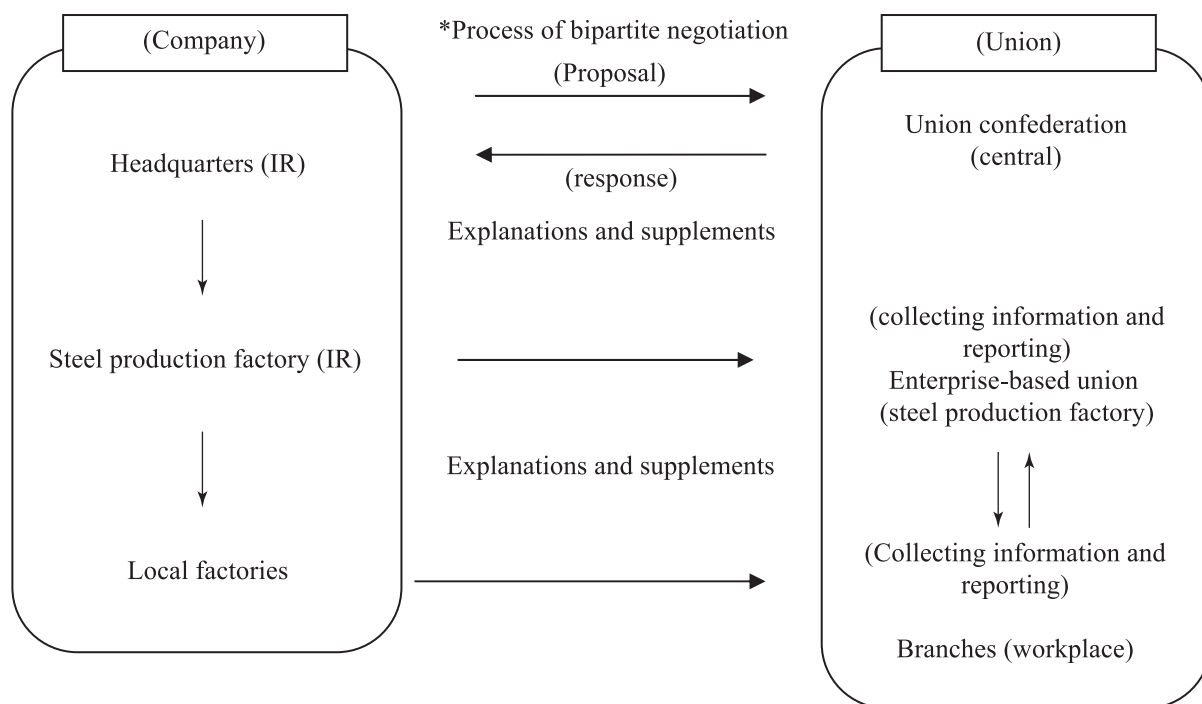 (Company)
*Process of bipartite negotiation
(Union)
(Proposal)
Union confederation
(central)
Headquarters (IR)
(response)
Explanations and supplements
(collecting information and
reporting)
Steel production factory (IR)
Enterprise-based union
(steel production factory)
Explanations and supplements
Local factories
(Collecting information and
reporting)
Branches (workplace)